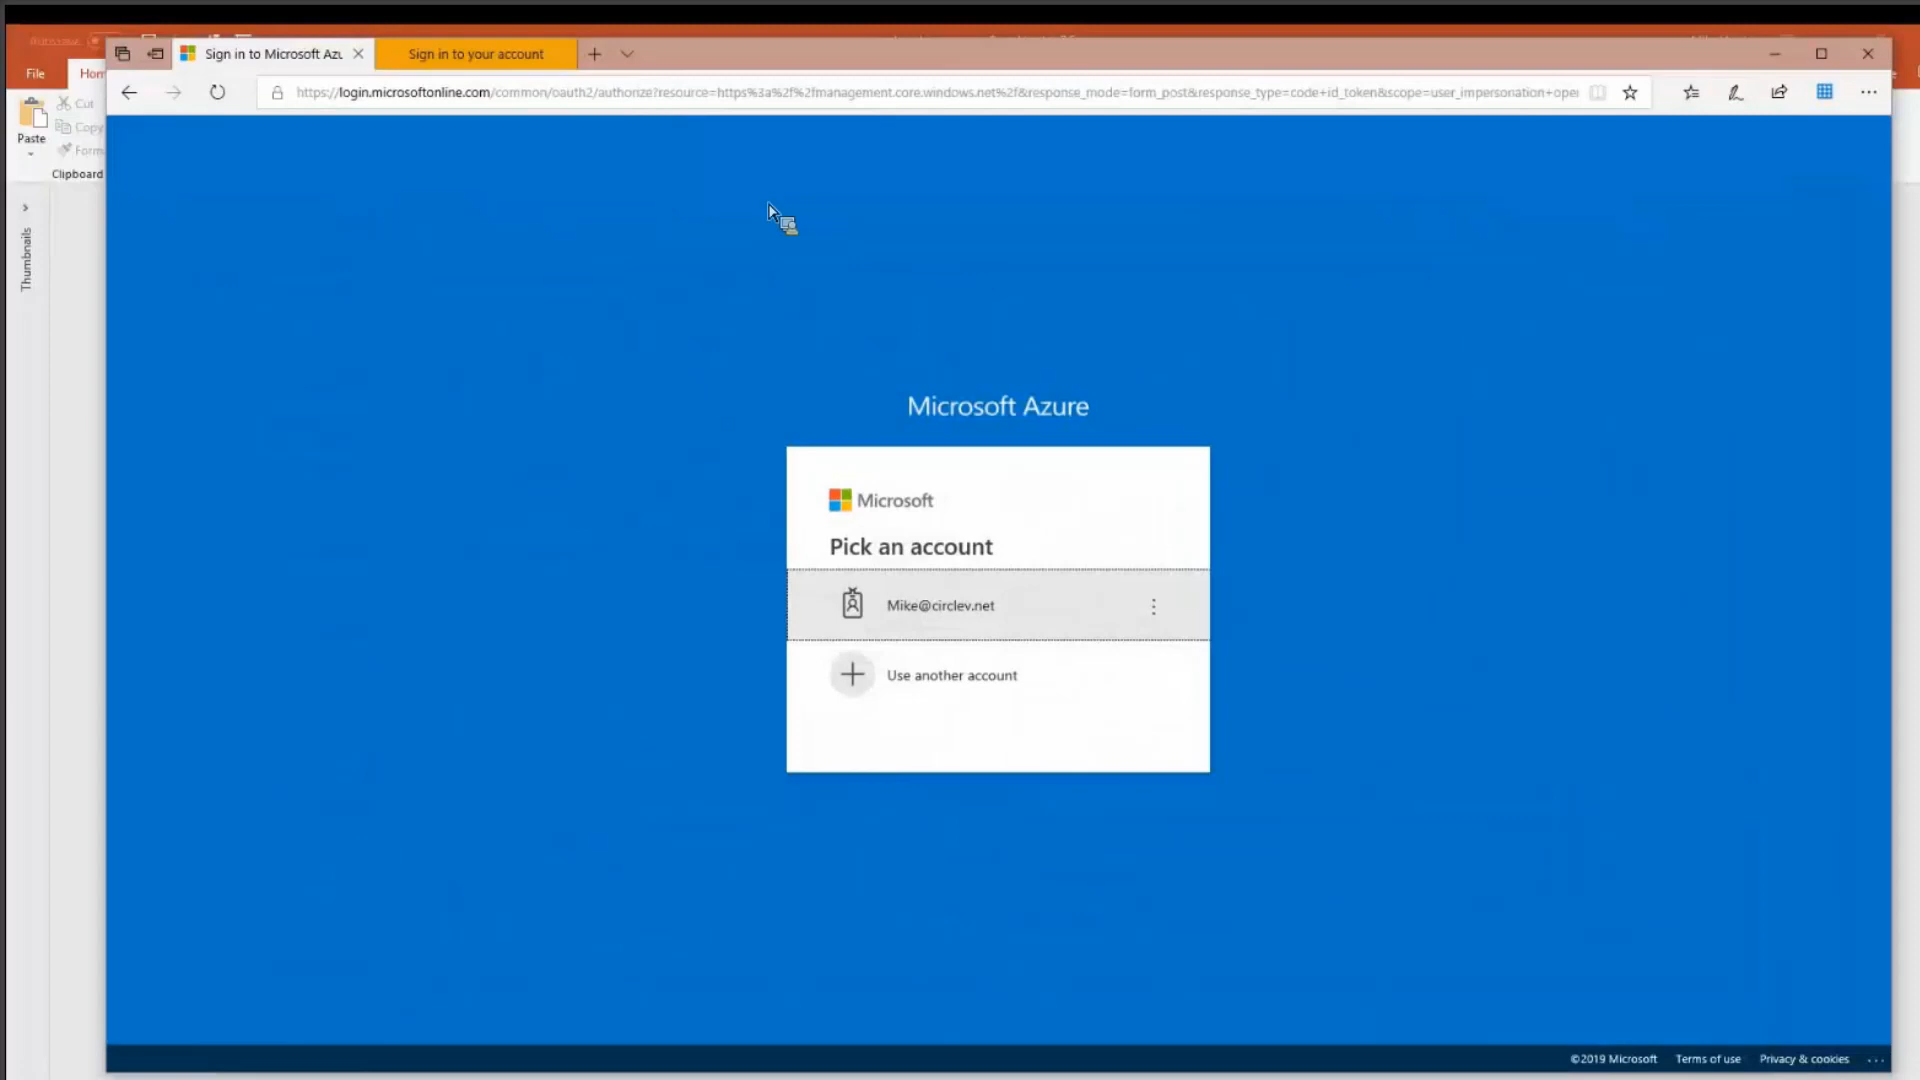 Sign in to Microsoft Azu
Sign in to your account
File
Hom
https://login.microsoftonline.com/common/oauth2/authorize?resource=https%3a%2f%2fmanagement.core.windows.net%2f&response_mode=form_post&response_type=code+id_token&scope=user_impersonation+ope
Cut
Copy
Form
Paste
Clipboard
Thumbnails
Microsoft Azure
Microsoft
Pick an account
Mike@circlev.net
Use another account
©2019 Microsoft Terms of use Privacy & cookies ...